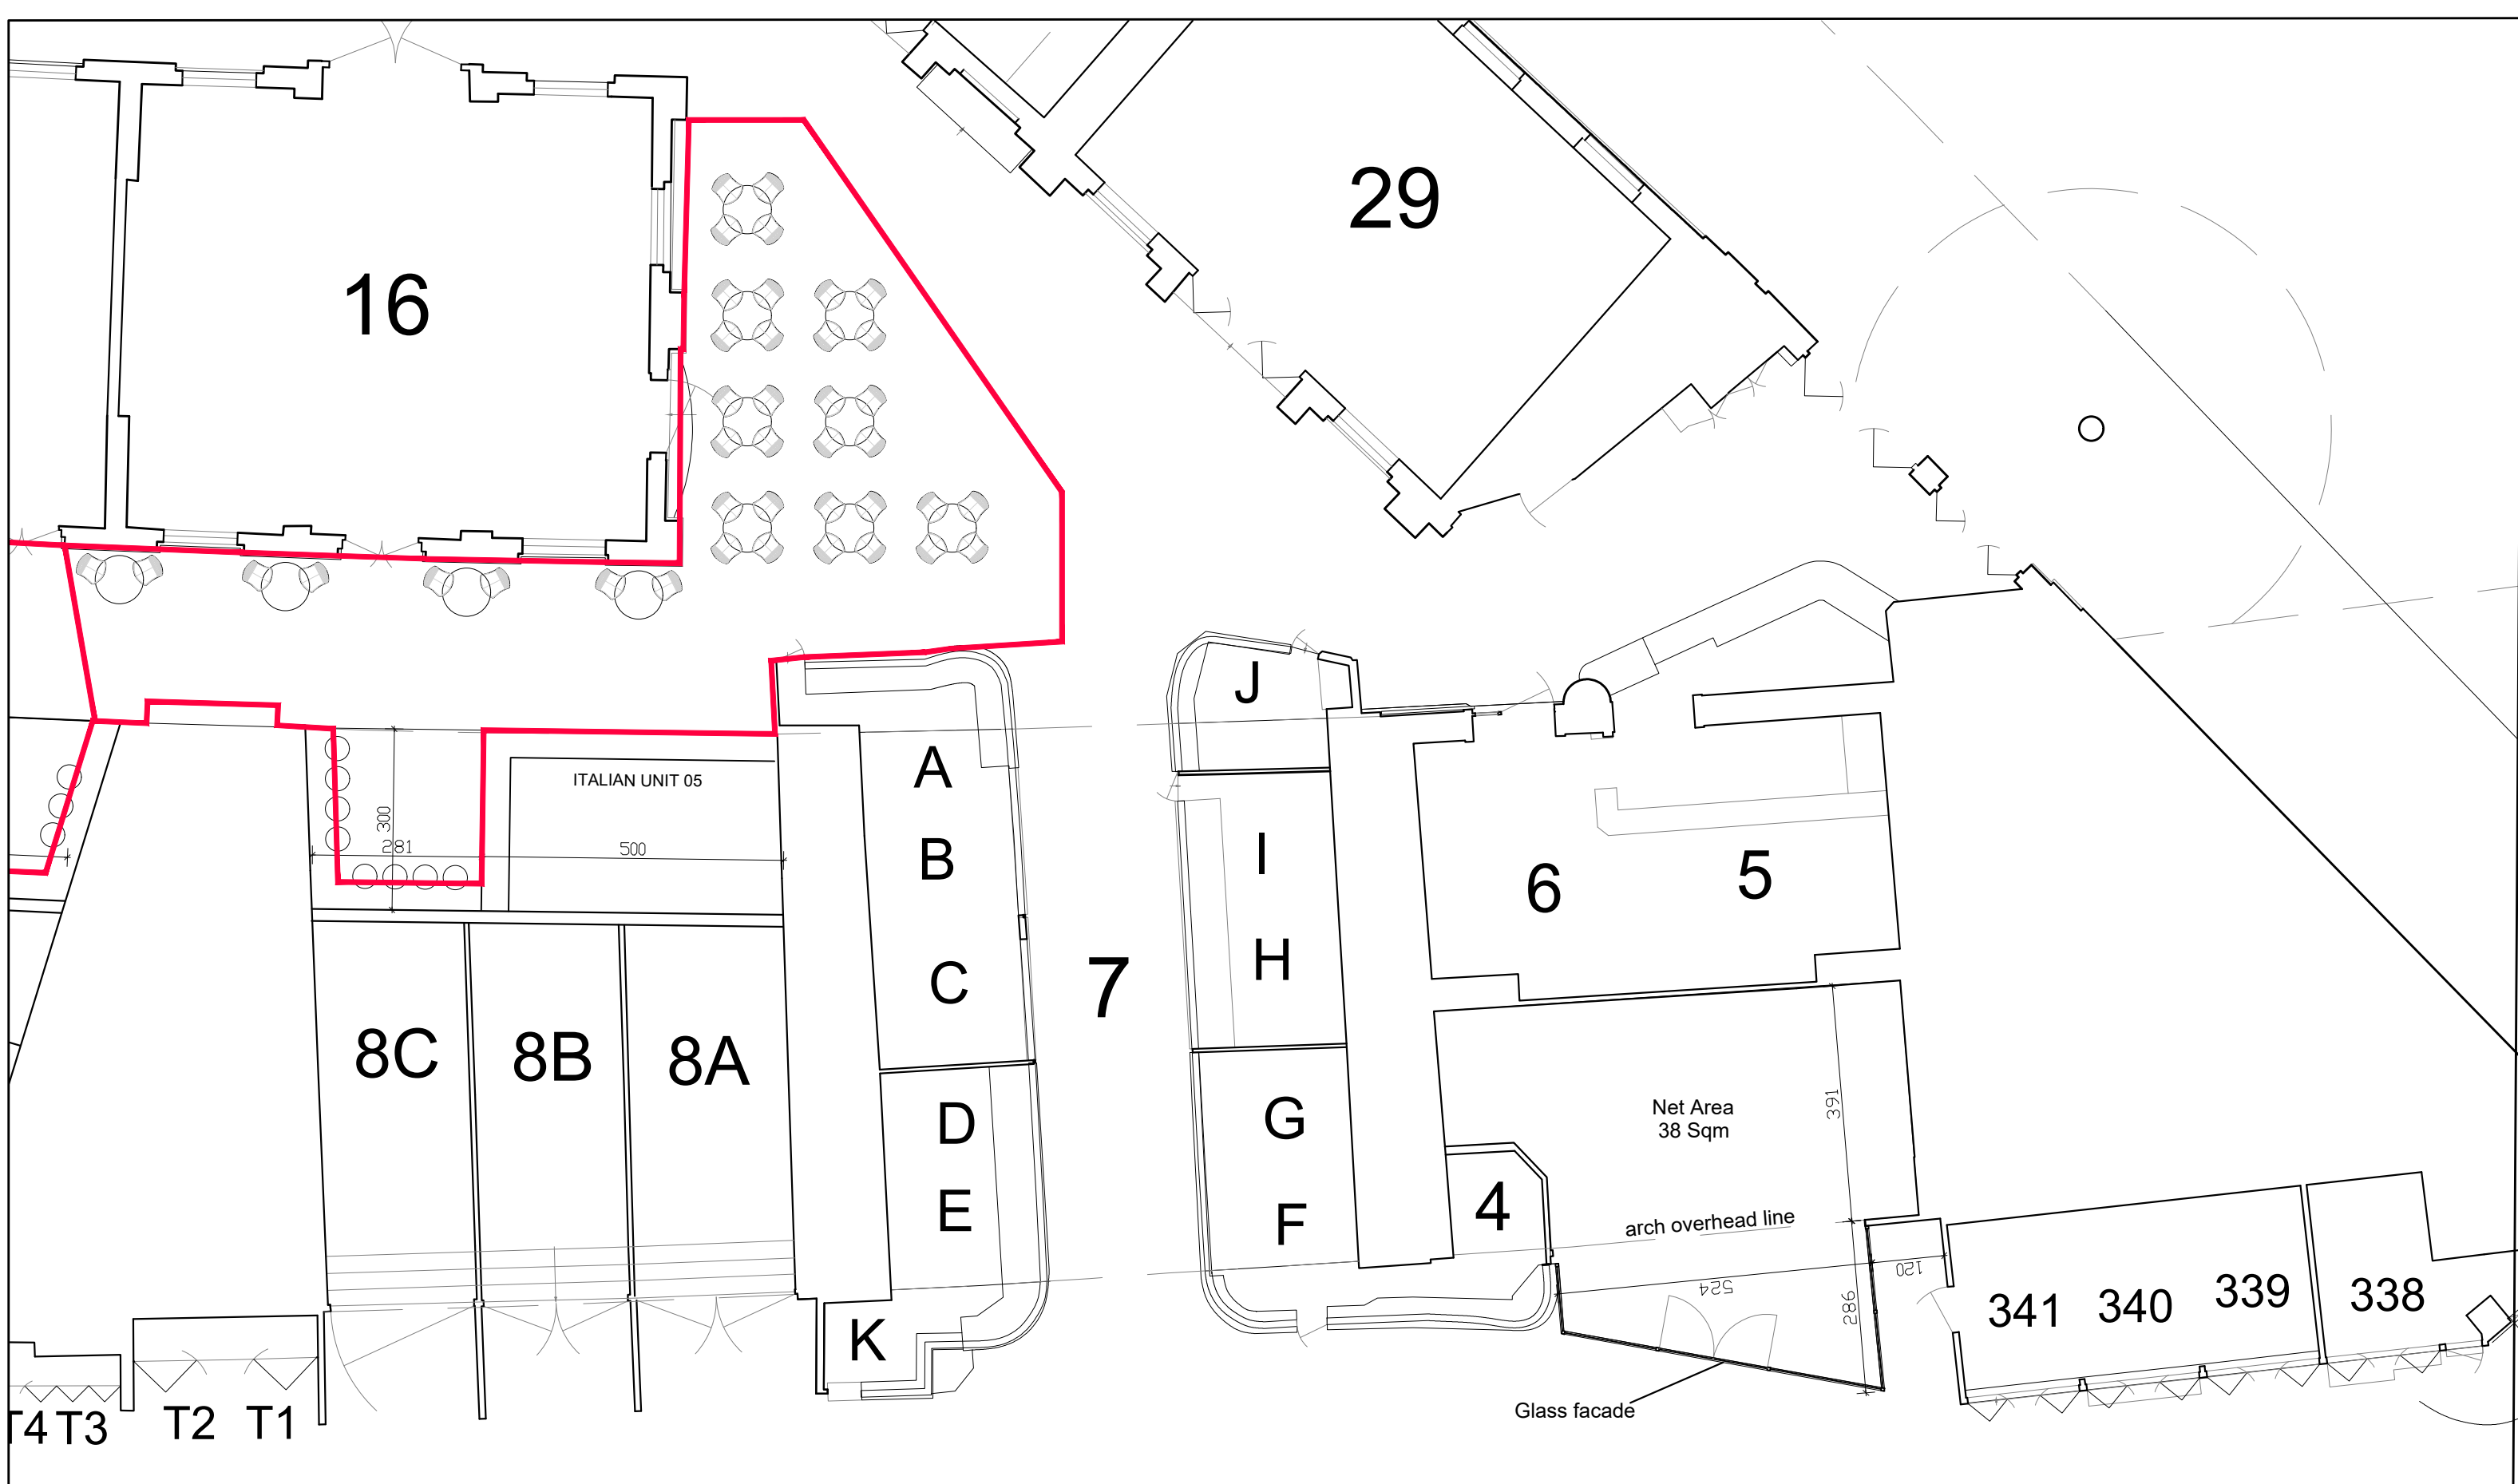 29
16
J
ITALIAN UNIT 05
A
300
281
500
B
I
6
5
C
H
7
8C
8B
8A
391
Net Area
38 Sqm
D
G
E
F
4
arch overhead line
524
120
286
341
340
339
338
K
Glass facade
T4
T3
T2
T1